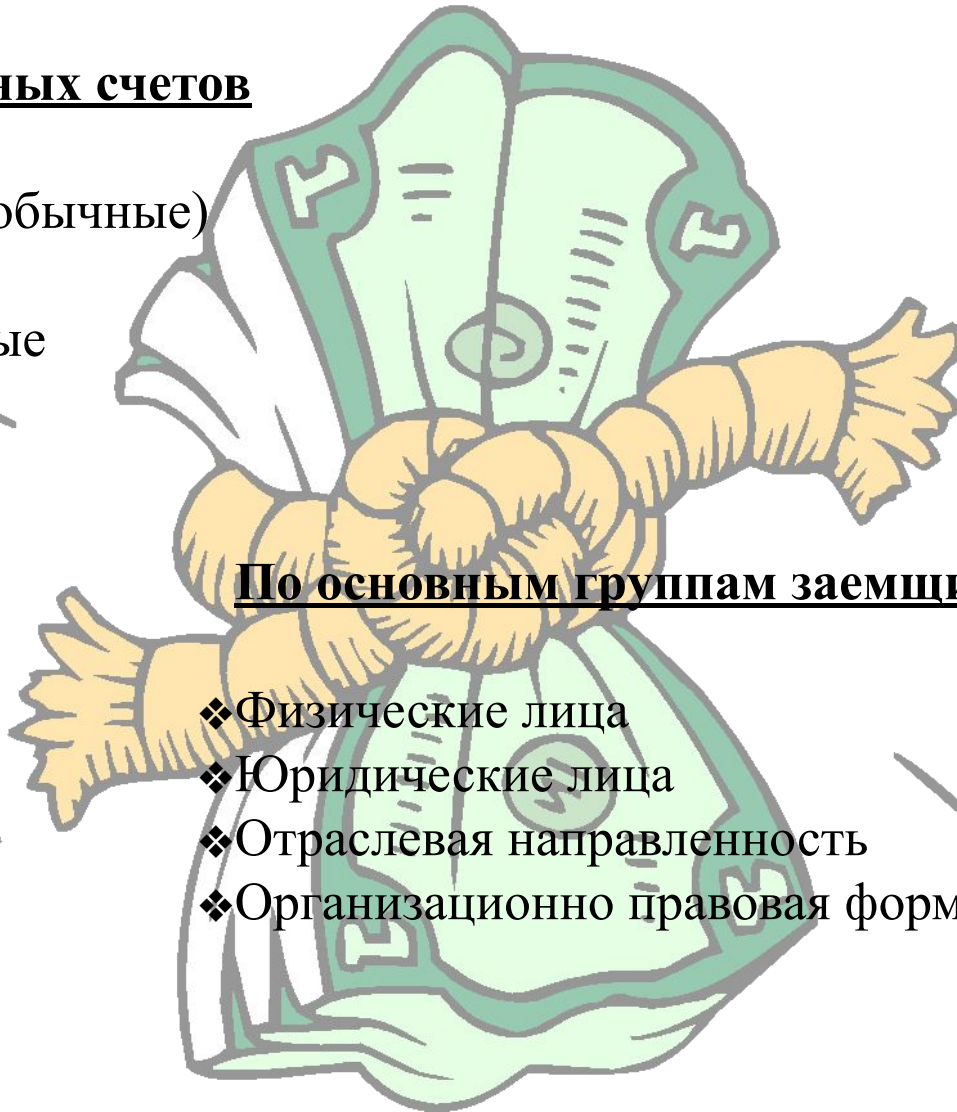 ных счетов
обычные)
ые
По основным группам заемщи
❖Физические лица
❖Юридические лица
❖Отраслевая направленность
❖Организационно правовая форм